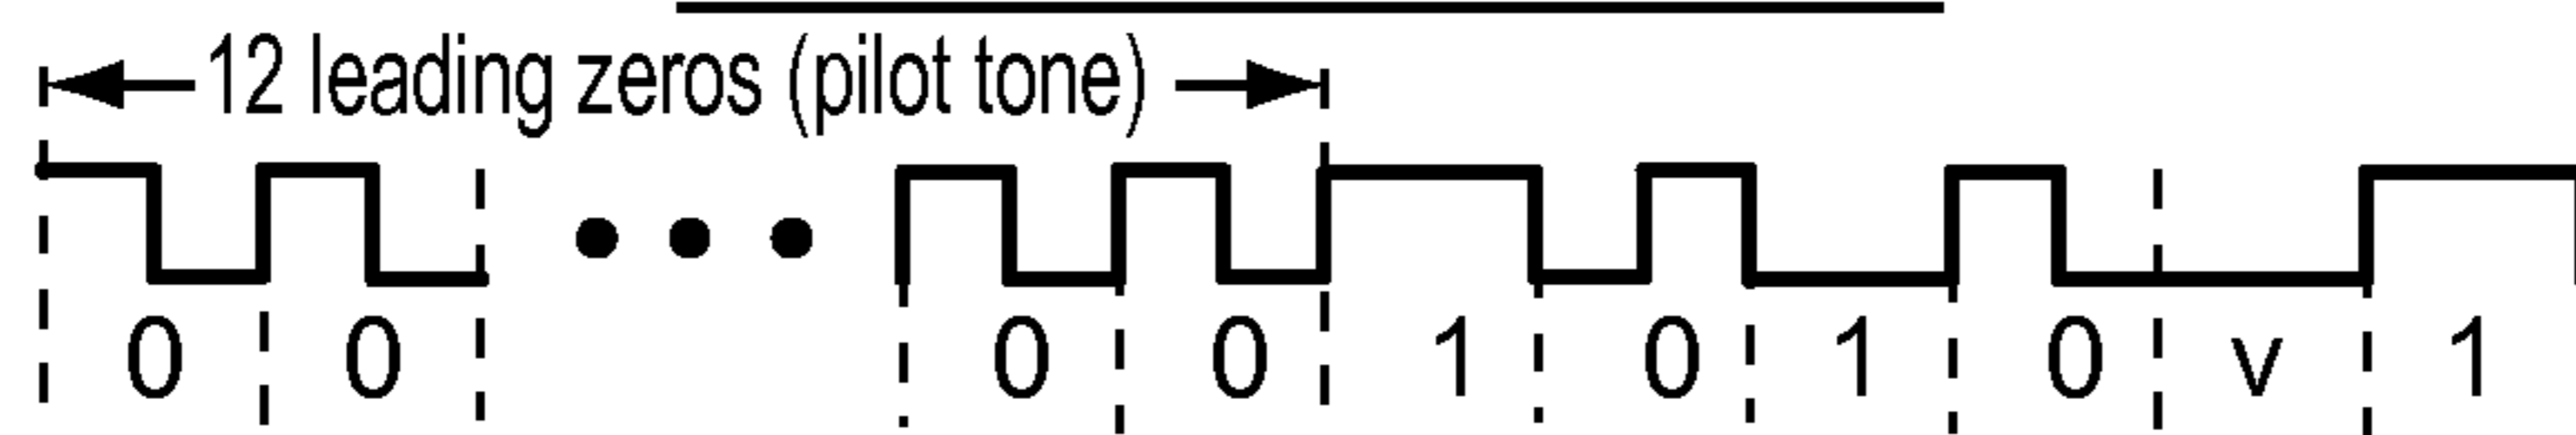 12 leading zeros (pilot tone)
0 0 0 0 1 0 1 0 v 1